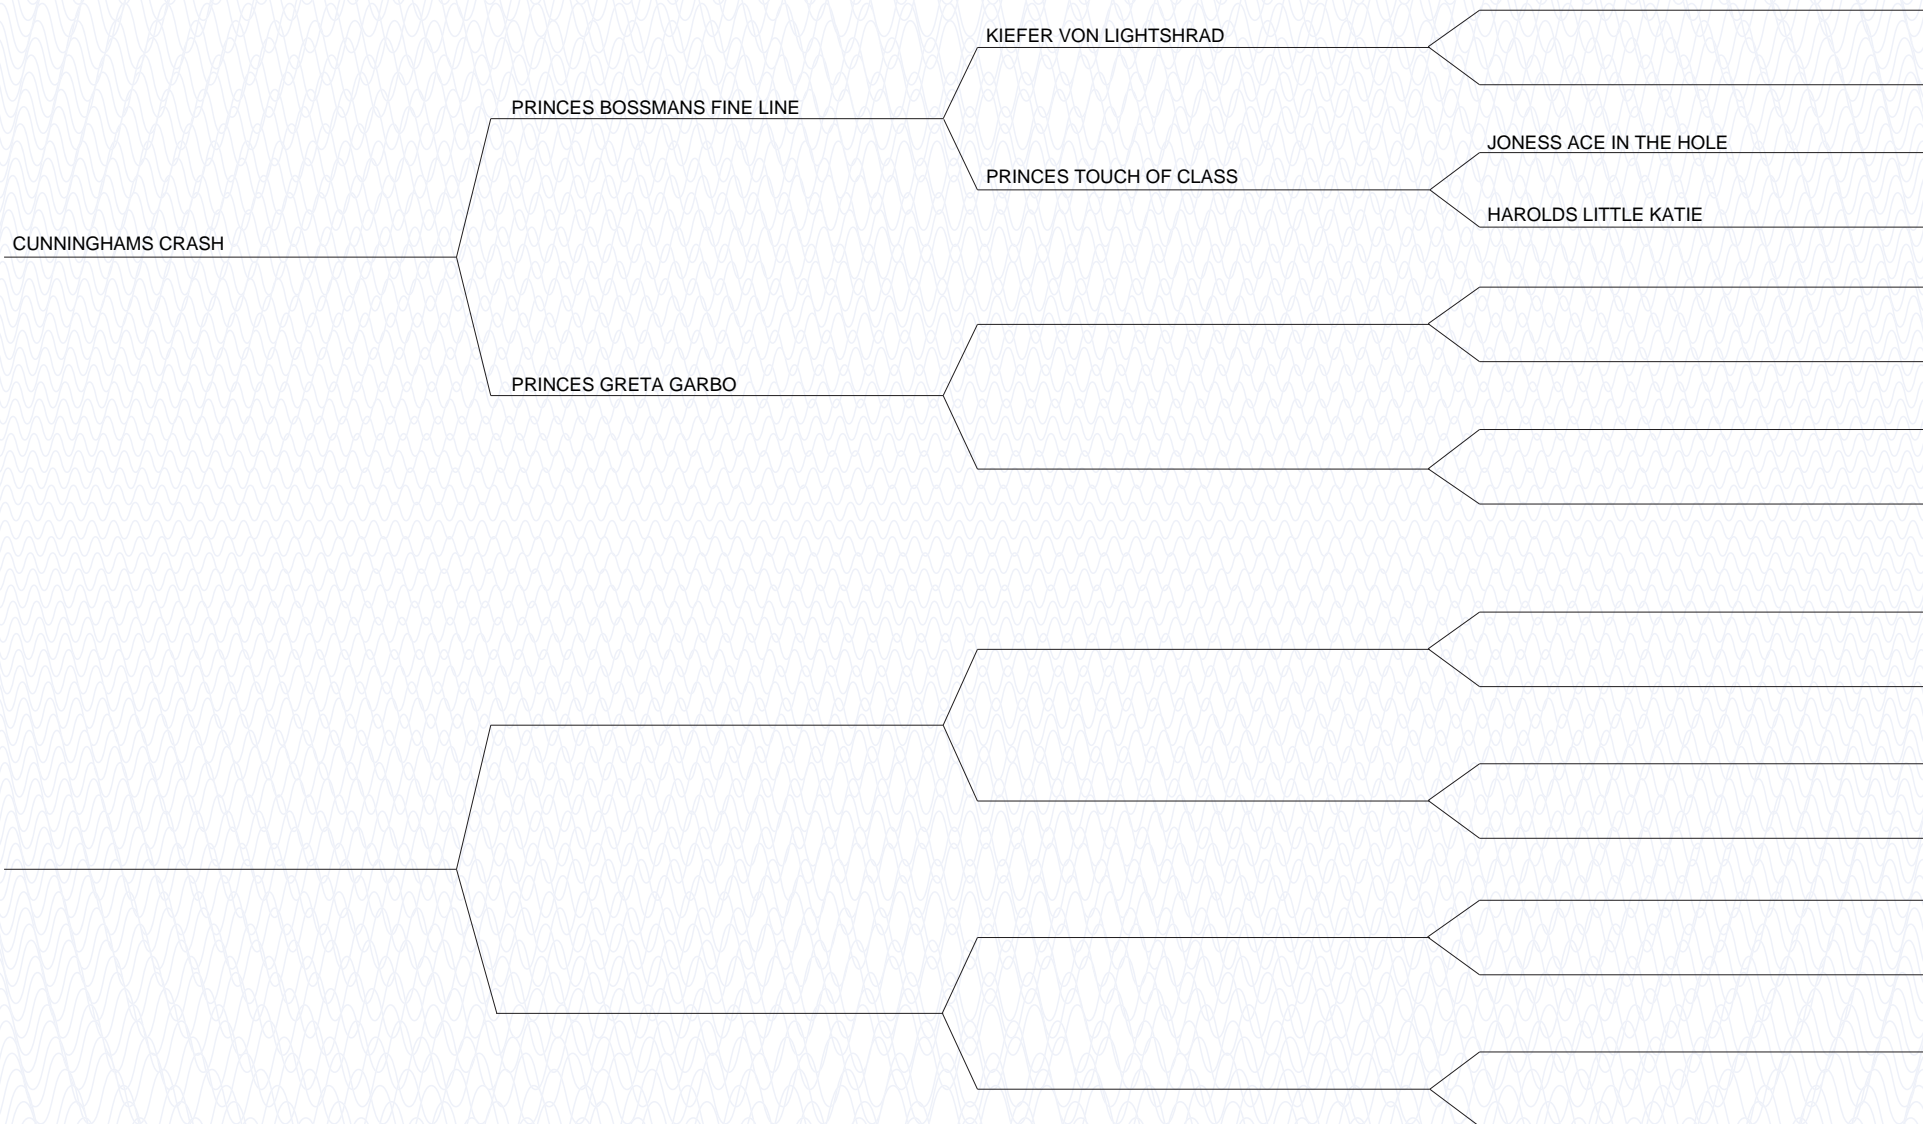 KIEFER VON LIGHTSHRAD
PRINCES BOSSMANS FINE LINE
JONESS ACE IN THE HOLE
PRINCES TOUCH OF CLASS
HAROLDS LITTLE KATIE
CUNNINGHAMS CRASH
PRINCES GRETA GARBO